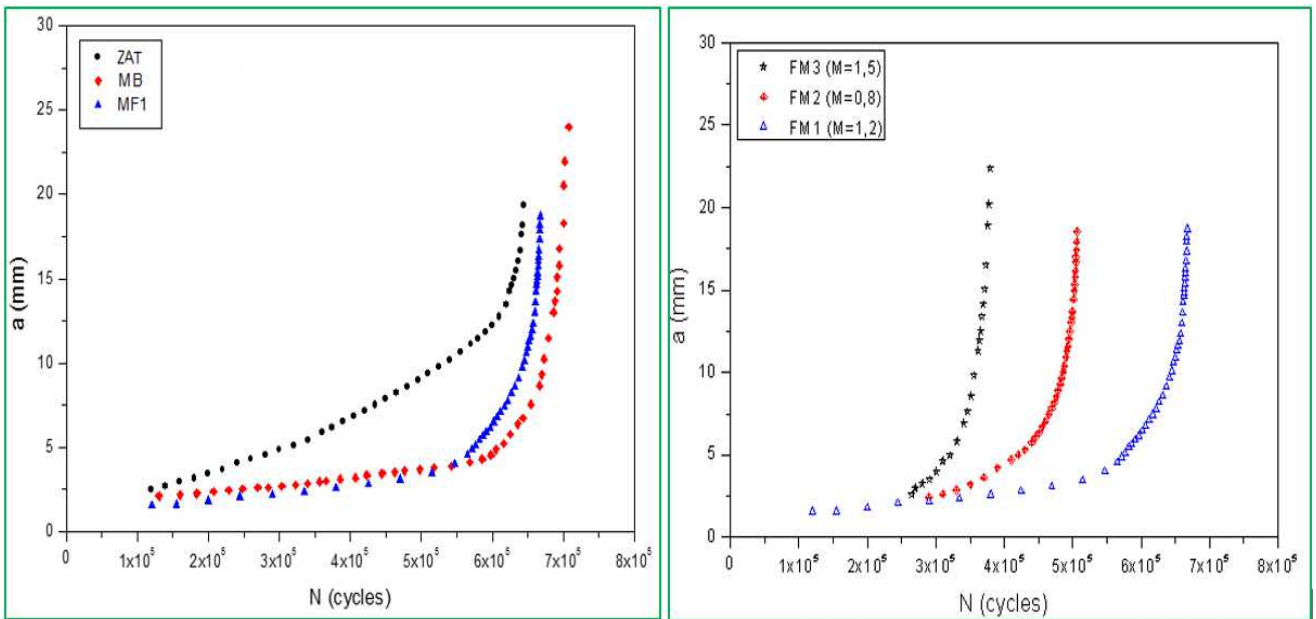 30
25
20
15
10
5
0
a (mm)
ZAT
MB
MF1
0 1x10⁵ 2x10⁵ 3x10⁵ 4x10⁵ 5x10⁵ 6x10⁵ 7x10⁵ 8x10⁵
N (cycles)
30
25
20
15
10
5
0
a (mm)
FM3 (M=1,5)
FM2 (M=0,8)
FM1 (M=1,2)
0 1x10⁵ 2x10⁵ 3x10⁵ 4x10⁵ 5x10⁵ 6x10⁵ 7x10⁵ 8x10⁵
N (cycles)